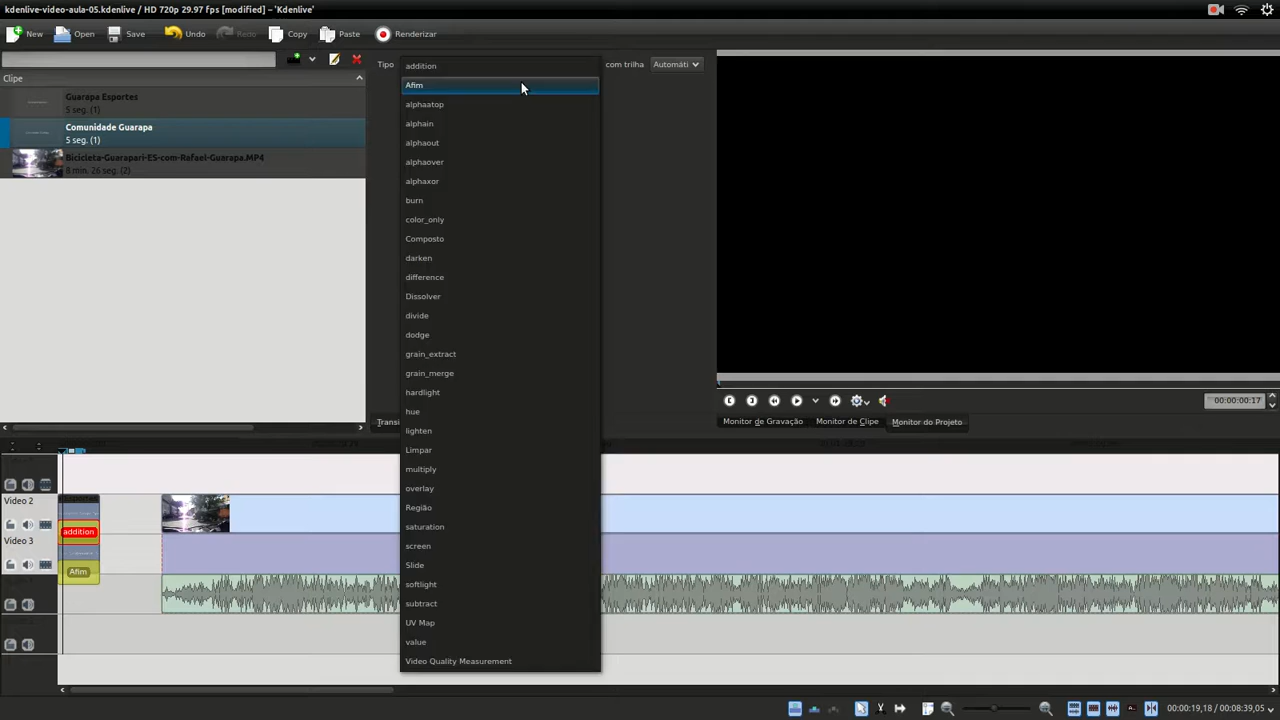 kdenlive-video-aula-05.kdenlive / HD 720p 29.97 fps [modified] – 'Kdenlive'
New Open Save Undo Redo Copy Paste Renderizar
Tipo addition com trilha Automáti
Clipe
Guarapa Esportes
5 seg. (1)
Comunidade Guarapa
5 seg. (1)
Bicicleta-Guarapari-ES-com-Rafael-Guarapa.MP4
8 min. 26 seg. (2)
Afim
alphaatop
alphain
alphaout
alphaover
alphaxor
burn
color_only
Composto
darken
difference
Dissolver
divide
dodge
grain_extract
grain_merge
hardlight
hue
lighten
Limpar
multiply
overlay
Região
saturation
screen
Slide
softlight
subtract
UV Map
value
Video Quality Measurement
00:00:00:17
Transi
Monitor de Gravação Monitor de Clipe Monitor do Projeto
Video 2
addition
Video 3
Afim
00:00:19,18 / 00:08:39,05